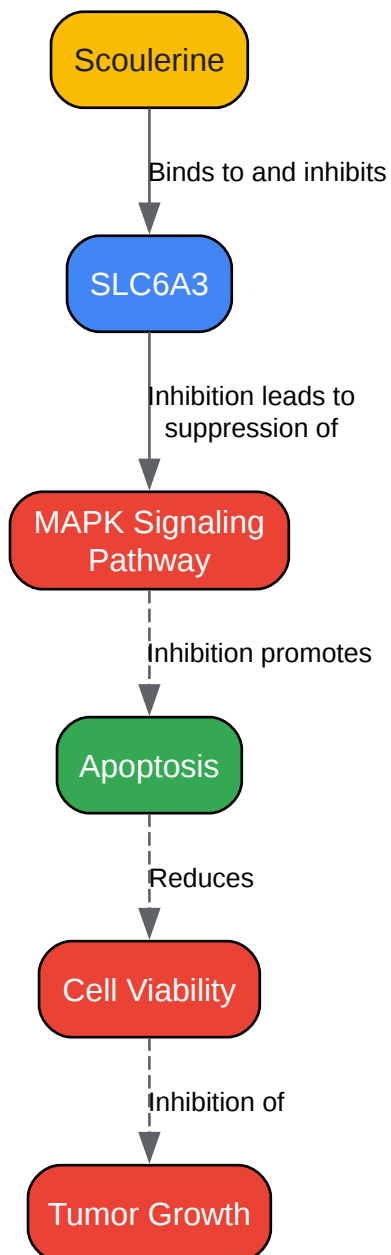 Scoulerine
Binds to and inhibits
SLC6A3
Inhibition leads to
suppression of
MAPK Signaling
Pathway
Inhibition promotes
Apoptosis
Reduces
Cell Viability
Inhibition of
Tumor Growth